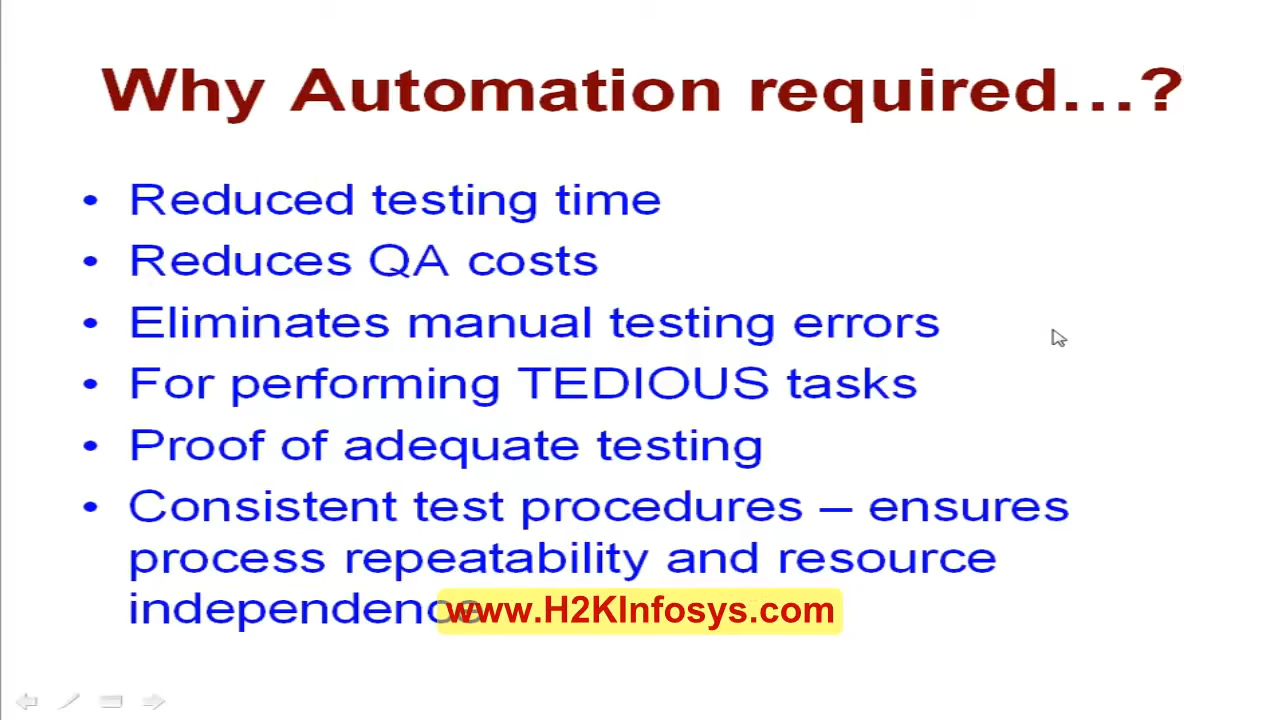 Why Automation required...?
• Reduced testing time
• Reduces QA costs
• Eliminates manual testing errors
• For performing TEDIOUS tasks
• Proof of adequate testing
• Consistent test procedures – ensures
process repeatability and resource
independence
www.H2KInfosys.com